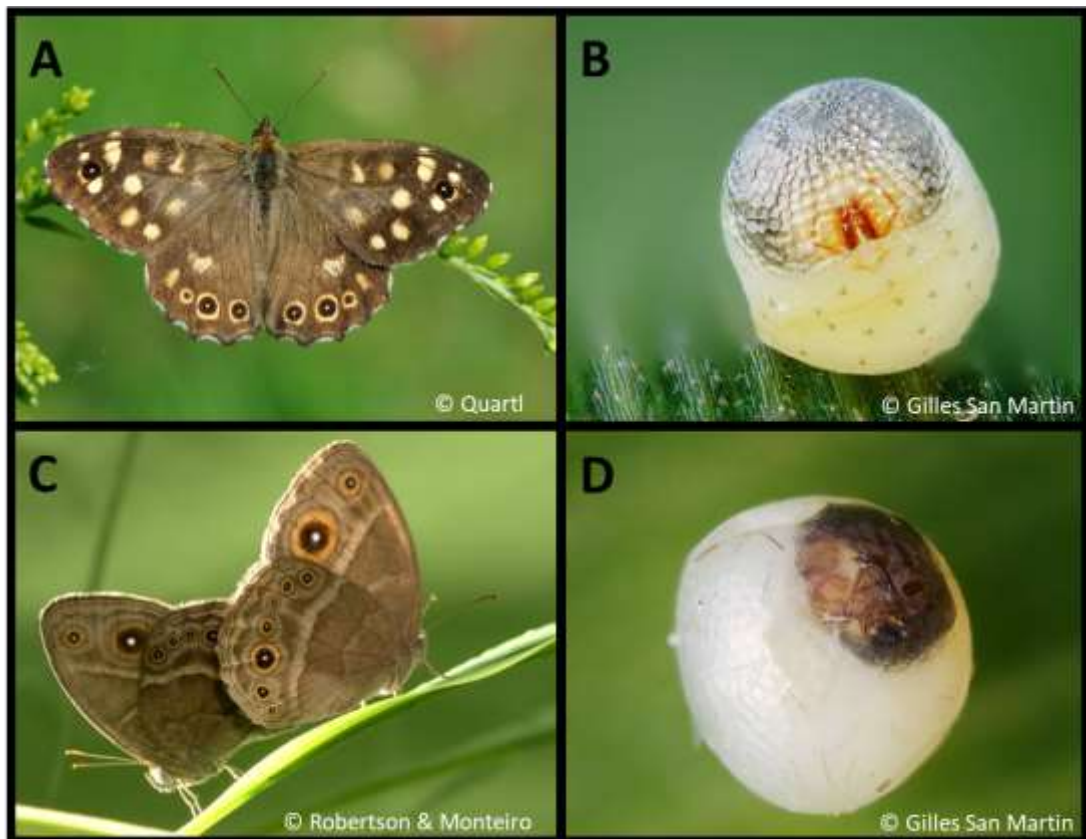 A
B
© Quartl
© Gilles San Martin
C
D
© Robertson & Monteiro
© Gilles San Martin